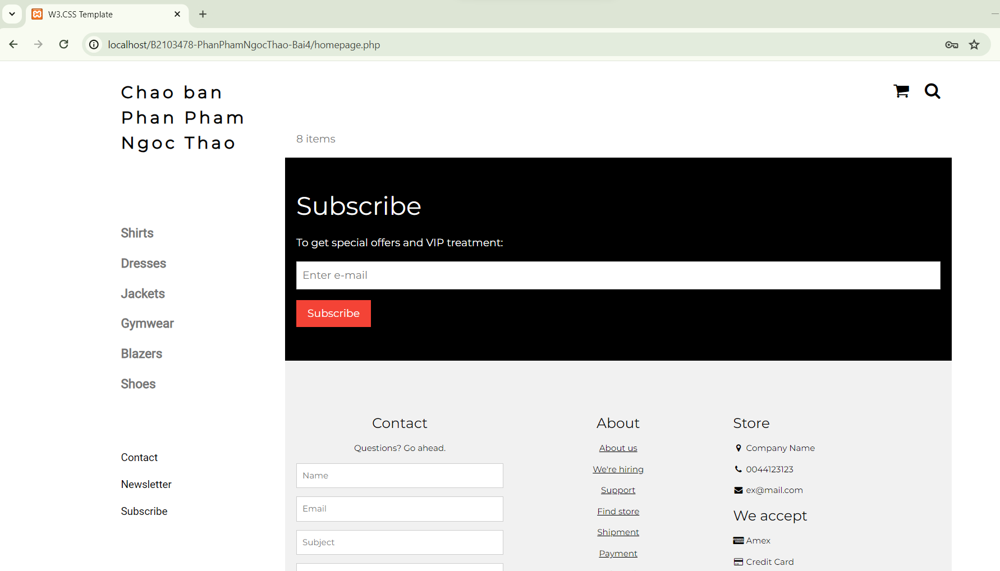 W3.CSS Template
localhost/B2103478-PhanPhamNgocThao-Bai4/homepage.php
Chao ban
Phan Pham
Ngoc Thao
Shirts
Dresses
Jackets
Gymwear
Blazers
Shoes
Contact
Newsletter
Subscribe
8 items
Subscribe
To get special offers and VIP treatment:
Enter e-mail
Subscribe
Contact
Questions? Go ahead.
Name
Email
Subject
About
About us
We're hiring
Support
Find store
Shipment
Payment
Store
Company Name
0044123123
ex@mail.com
We accept
Amex
Credit Card